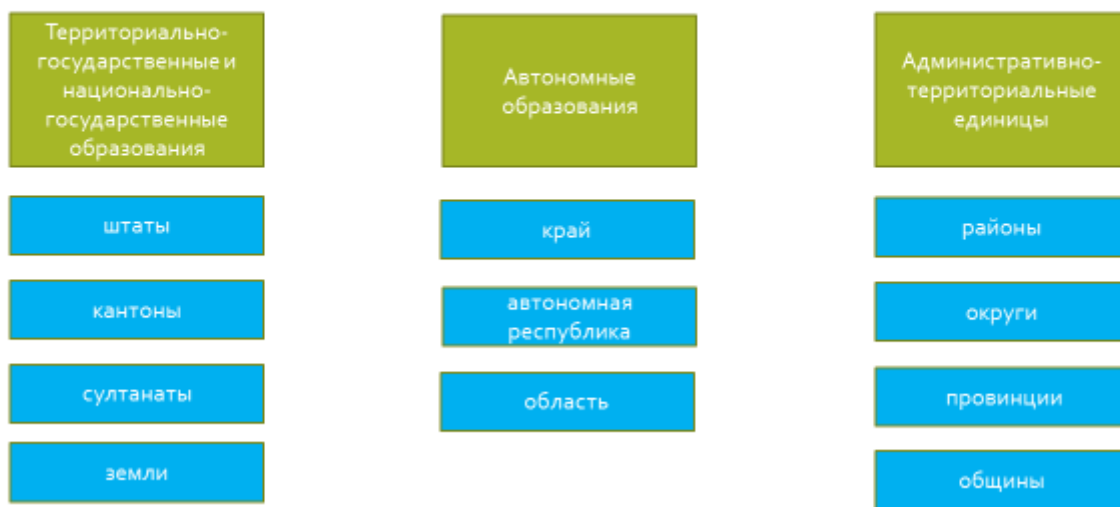 Территориально-
государственные и
национально-
государственные
образования
штаты
кантоны
султанаты
земли
Автономные
образования
край
автономная
республика
область
Административно-
территориальные
единицы
районы
округи
провинции
общины